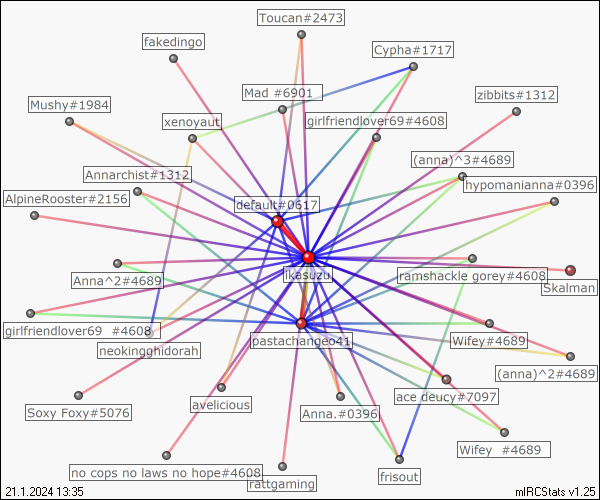 Toucan#2473
fakedingo
Cypha#1717
Mad #6901
zibbits#1312
Mushy#1984
xenoyaut
girlfriendlover69#4608
(anna)^3#4689
Annarchist#1312
hypomanianna#0396
AlpineRooster#2156
default#0617
ikasuzu
Anna^2#4689
ramshackle gorey#4608
Skalman
girlfriendlover69 #4608
neokingghidorah
pastachangeo41
Wifey#4689
(anna)^2#4689
ace deucy#7097
Soxy Foxy#5076
avelicious
Anna.#0396
Wifey #4689
no cops no laws no hope#4608
rattgaming
frisout
21.1.2024 13:35
mIRCStats v1.25